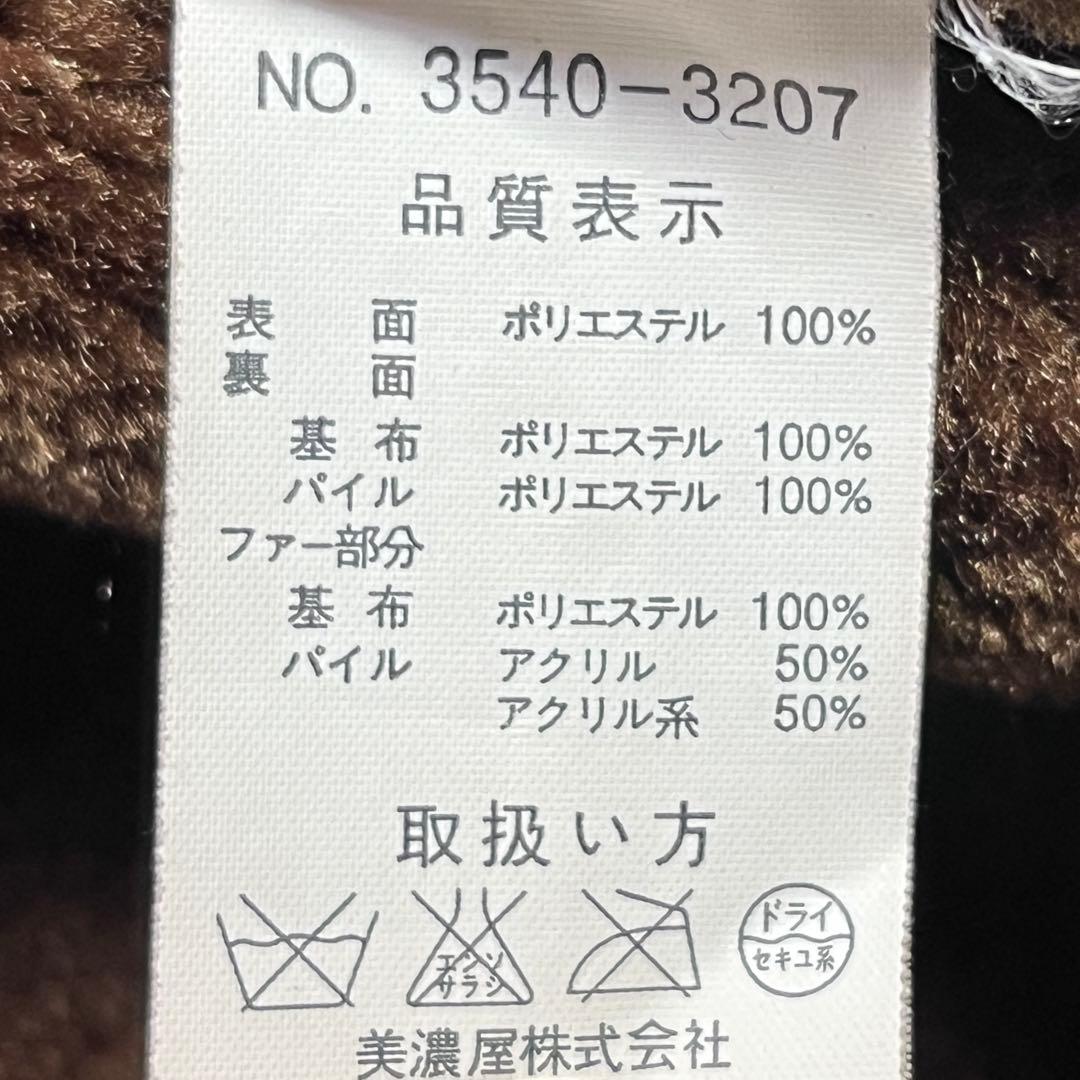 NO. 3540-3207
品質表示
表 面 ポリエステル 100%
裏 面
基 布 ポリエステル 100%
パイル ポリエステル 100%
ファー部分
基 布 ポリエステル 100%
パイル アクリル 50%
アクリル系 50%
取扱い方
エンソ
サラシ
ドライ
セキユ系
美濃屋株式会社